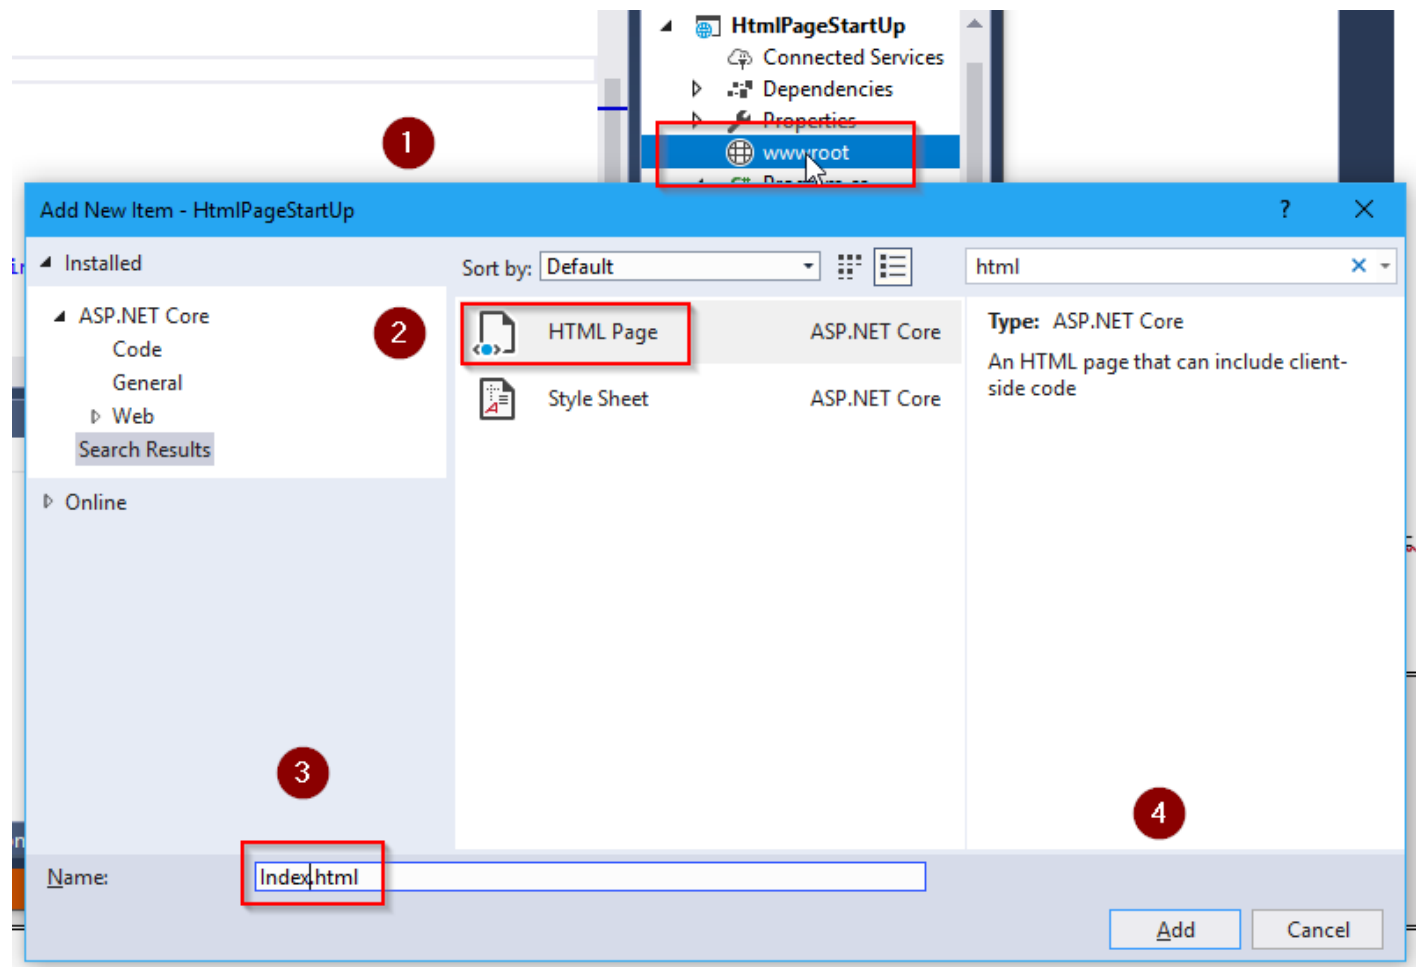 HtmlPageStartUp
Connected Services
Dependencies
Properties
1
wwwroot
Add New Item - HtmlPageStartUp ?
Installed
Sort by: Default
html
ASP.NET Core
Code
General
Web
Search Results
Online
2
HTML Page ASP.NET Core
Style Sheet ASP.NET Core
Type: ASP.NET Core
An HTML page that can include client-
side code
3
4
Name: Index.html
Add Cancel